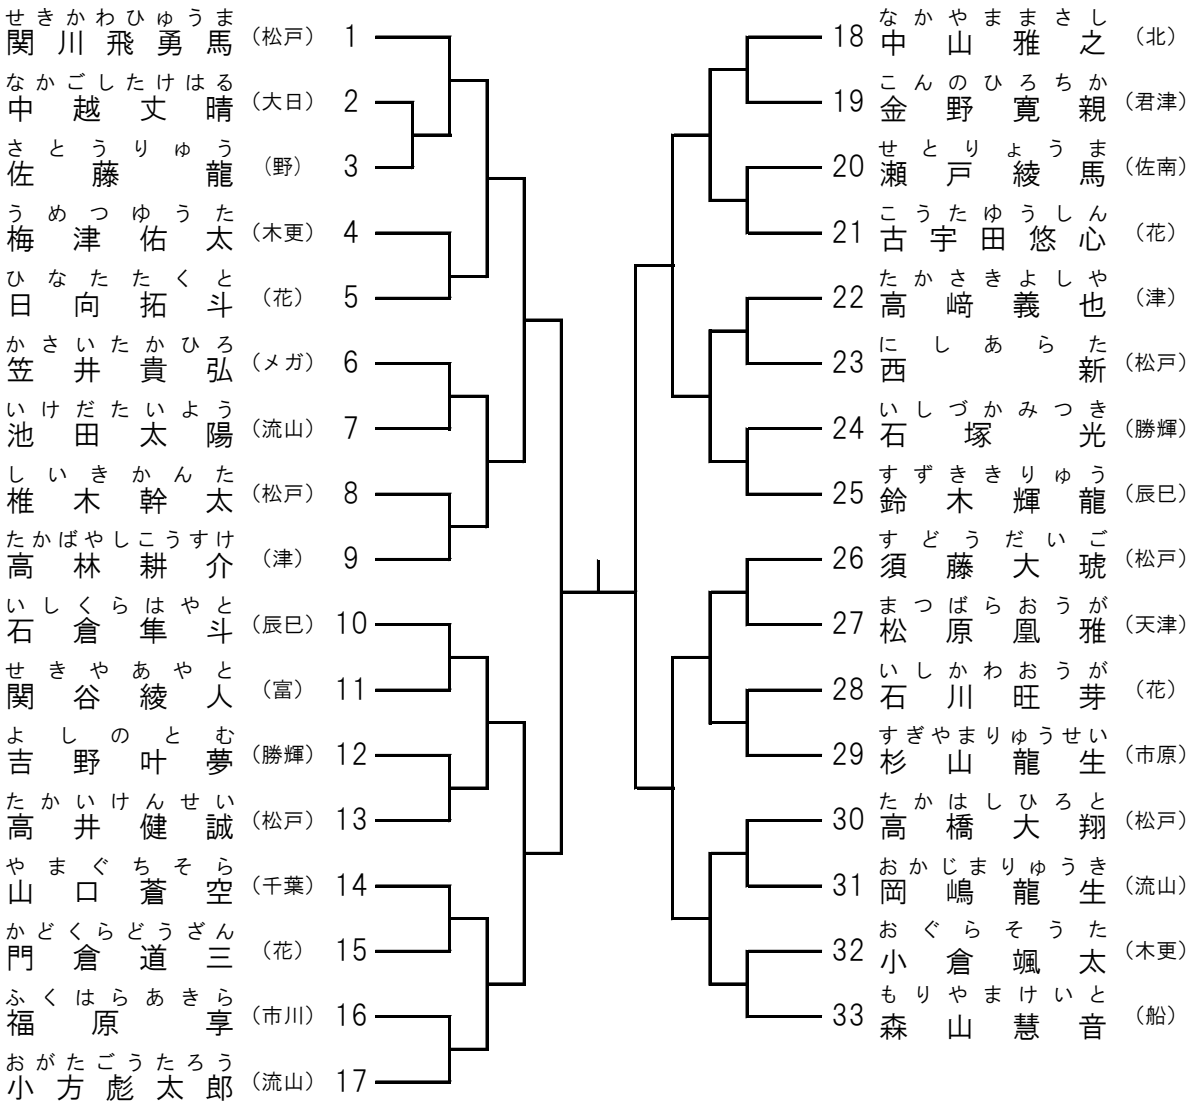 せきかわひゅうま
関川飛勇馬 (松戸) 1
なかごしたけはる
中越丈晴 (大日) 2
さとうりゅう
佐藤龍 (野) 3
うめつゆうた
梅津佑太 (木更) 4
ひなたたくと
日向拓斗 (花) 5
かさいたかひろ
笠井貴弘 (メガ) 6
いけだたいよう
池田太陽 (流山) 7
しいきかんた
椎木幹太 (松戸) 8
たかばやしこうすけ
高林耕介 (津) 9
いしくらはやと
石倉隼斗 (辰巳) 10
せきやあやと
関谷綾人 (富) 11
よしのとむ
吉野叶夢 (勝輝) 12
たかいけんせい
高井健誠 (松戸) 13
やまぐちそら
山口蒼空 (千葉) 14
かどくらどうざん
門倉道三 (花) 15
ふくはらあきら
福原享 (市川) 16
おがたごうたろう
小方彪太郎 (流山) 17
なかやままさし
18 中山雅之 (北)
こんのひろちか
19 金野寛親 (君津)
せとりょうま
20 瀬戸綾馬 (佐南)
こうたゆうしん
21 古宇田悠心 (花)
たかさきよしや
22 高﨑義也 (津)
にしあらた
23 西新 (松戸)
いしづかみつき
24 石塚光 (勝輝)
すずききりゅう
25 鈴木輝龍 (辰巳)
すどうだいご
26 須藤大琥 (松戸)
まつばらおうが
27 松原凰雅 (天津)
いしかわおうが
28 石川旺芽 (花)
すぎやまりゅうせい
29 杉山龍生 (市原)
たかはしひろと
30 高橋大翔 (松戸)
おかじまりゅうき
31 岡嶋龍生 (流山)
おぐらそうた
32 小倉颯太 (木更)
もりやまけいと
33 森山慧音 (船)